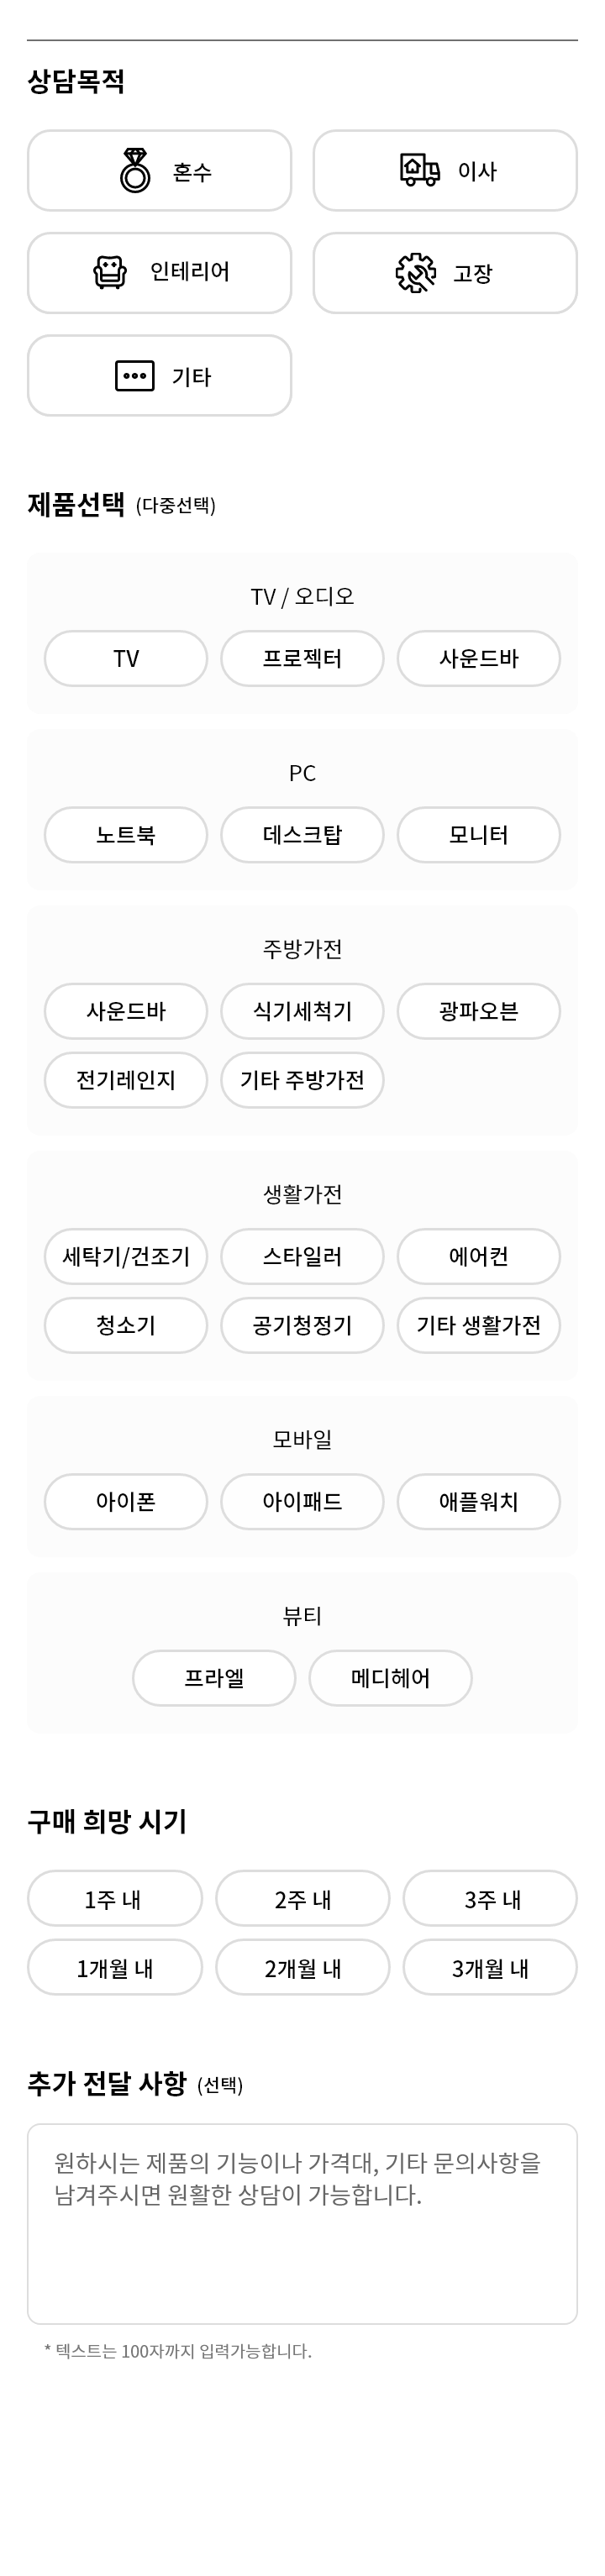 상담목적
혼수
이사
인테리어
고장
기타
제품선택 (다중선택)
TV / 오디오
TV
프로젝터
사운드바
PC
노트북
데스크탑
모니터
주방가전
사운드바
식기세척기
광파오븐
전기레인지
기타 주방가전
생활가전
세탁기/건조기
스타일러
에어컨
청소기
공기청정기
기타 생활가전
모바일
아이폰
아이패드
애플워치
뷰티
프라엘
메디헤어
구매 희망 시기
1주 내
2주 내
3주 내
1개월 내
2개월 내
3개월 내
추가 전달 사항 (선택)
원하시는 제품의 기능이나 가격대, 기타 문의사항을
남겨주시면 원활한 상담이 가능합니다.
* 텍스트는 100자까지 입력가능합니다.